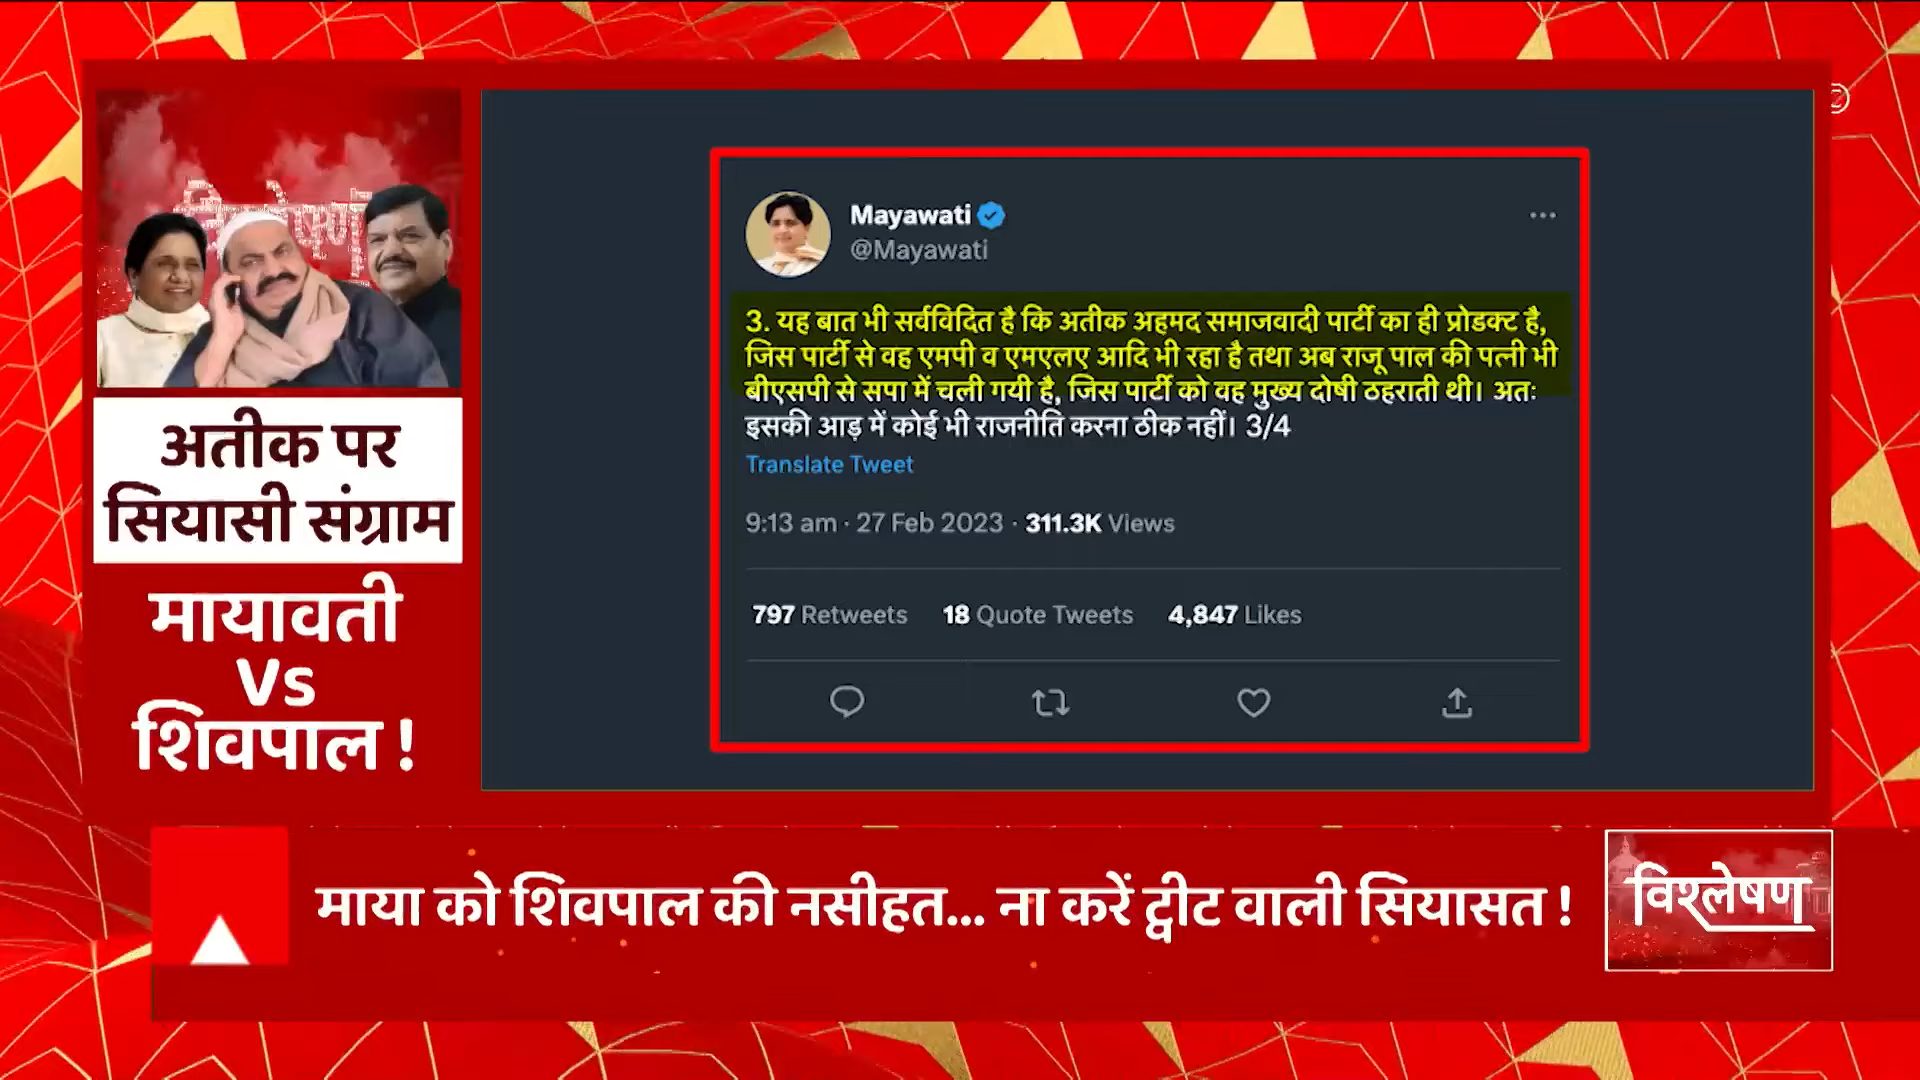 अतीक पर
सियासी संग्राम
मायावती
Vs
शिवपाल !
Mayawati
@Mayawati
3. यह बात भी सर्वविदित है कि अतीक अहमद समाजवादी पार्टी का ही प्रोडक्ट है,
जिस पार्टी से वह एमपी व एमएलए आदि भी रहा है तथा अब राजू पाल की पत्नी भी
बीएसपी से सपा में चली गयी है, जिस पार्टी को वह मुख्य दोषी ठहराती थी। अतः
इसकी आड़ में कोई भी राजनीति करना ठीक नहीं। 3/4
Translate Tweet
9:13 am · 27 Feb 2023 · 311.3K Views
797 Retweets 18 Quote Tweets 4,847 Likes
माया को शिवपाल की नसीहत... ना करें ट्वीट वाली सियासत !
विश्लेषण